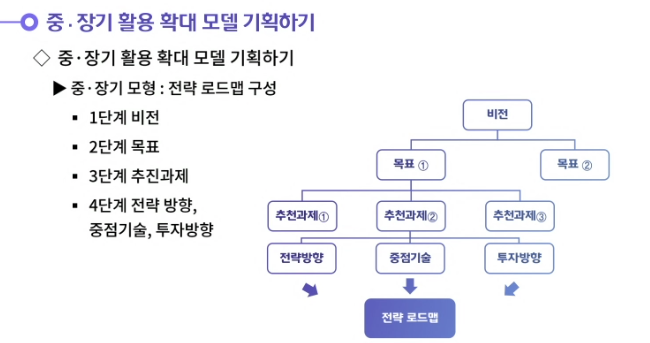 중·장기 활용 확대 모델 기획하기
◇ 중·장기 활용 확대 모델 기획하기
▶ 중·장기 모형 : 전략 로드맵 구성
▪ 1단계 비전
▪ 2단계 목표
▪ 3단계 추진과제
▪ 4단계 전략 방향,
중점기술, 투자방향
비전
목표 ① 목표 ②
추천과제① 추천과제② 추천과제③
전략방향 중점기술 투자방향
전략 로드맵